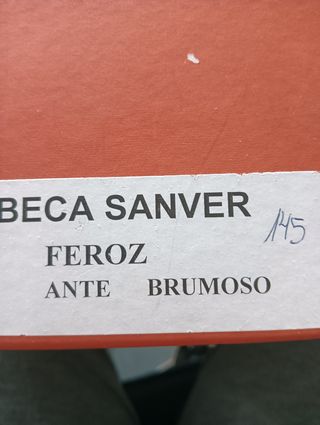 BECA SANVER
145
FEROZ
ANTE BRUMOSO